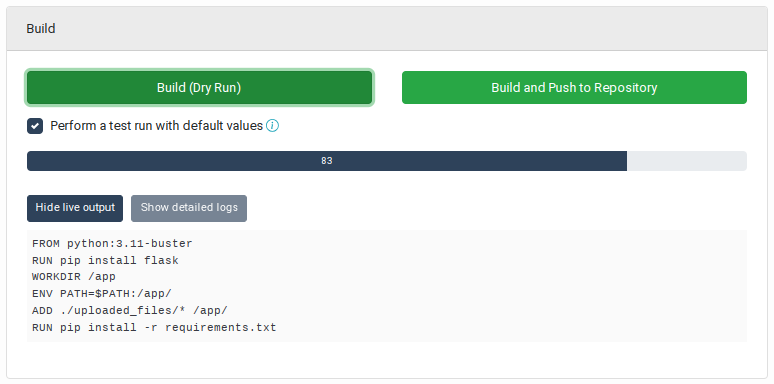 Build
Build (Dry Run)
Build and Push to Repository
Perform a test run with default values
83
Hide live output
Show detailed logs
FROM python:3.11-buster
RUN pip install flask
WORKDIR /app
ENV PATH=$PATH:/app/
ADD ./uploaded_files/* /app/
RUN pip install -r requirements.txt